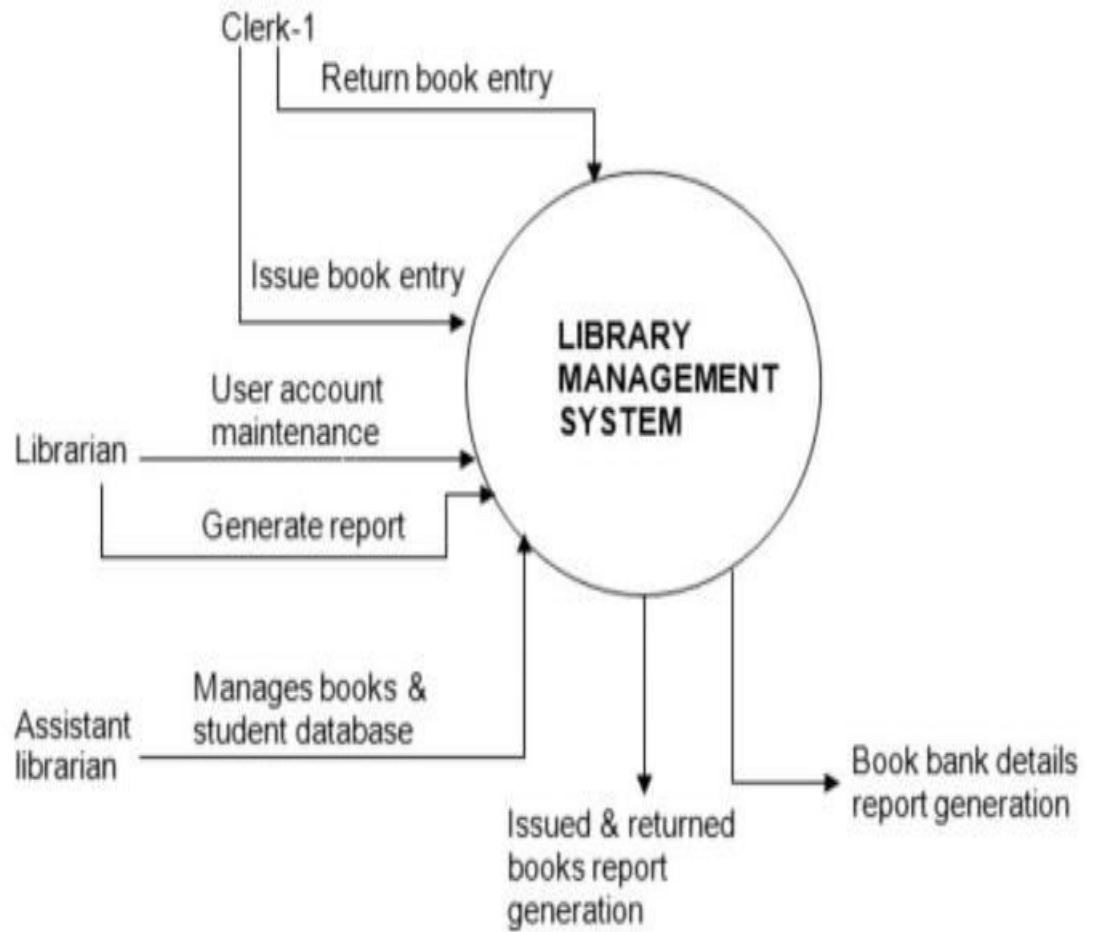 Clerk-1
Return book entry
Issue book entry
LIBRARY
MANAGEMENT
SYSTEM
User account
maintenance
Librarian
Generate report
Manages books &
student database
Assistant
librarian
Book bank details
report generation
Issued & returned
books report
generation